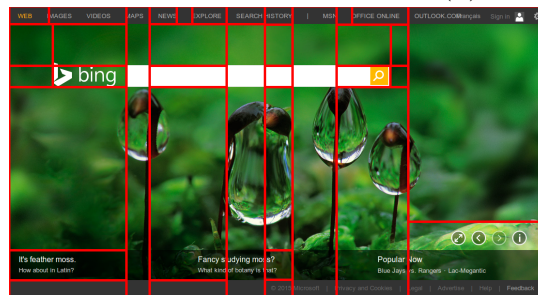 WEB IMAGES VIDEOS MAPS NEWS EXPLORE SEARCH HISTORY | MSN OFFICE ONLINE OUTLOOK.COM Français Sign in
bing
It's feather moss. Fancy studying moss? Popular Now
How about in Latin? What kind of botany is that? Blue Jays vs. Rangers · Lac-Megantic
© 2015 Microsoft | Privacy and Cookies | Legal | Advertise | Help | Feedback